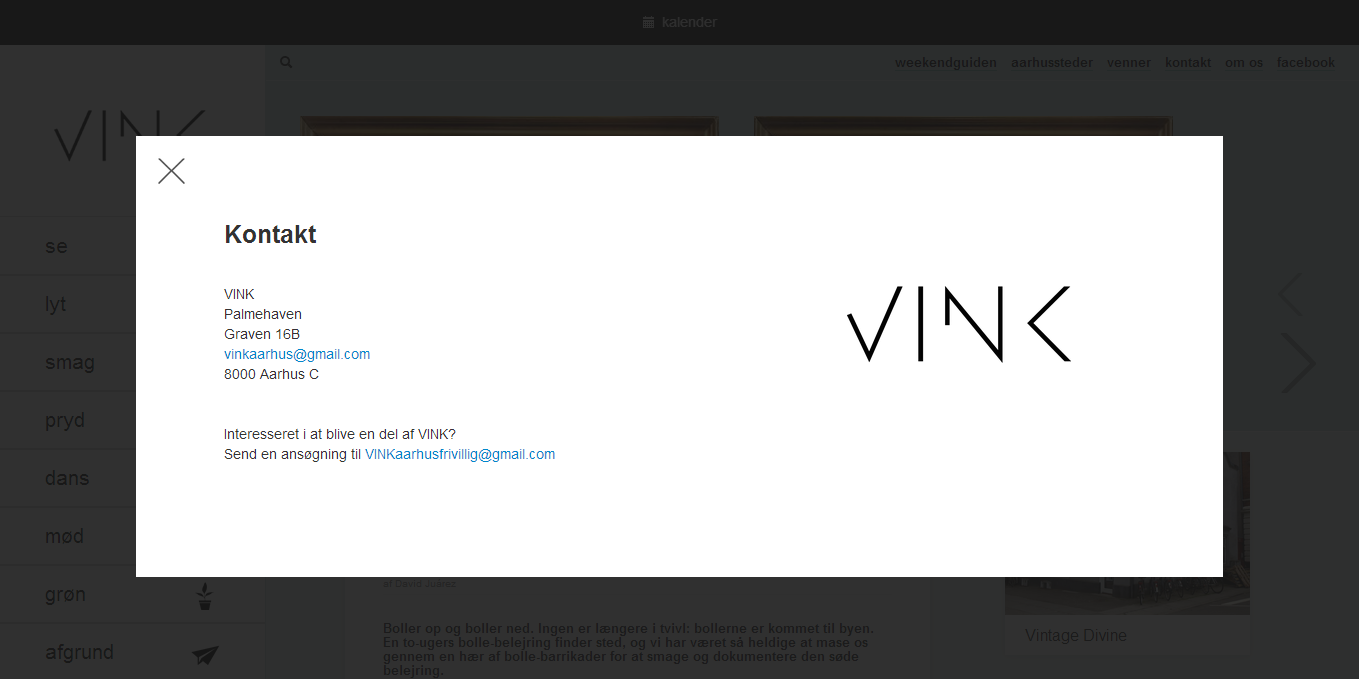 kalender
weekendguiden aarhussteder venner kontakt om os facebook
VINK
se
lyt
smag
pryd
dans
mød
grøn
afgrund
Kontakt
VINK
Palmehaven
Graven 16B
vinkaarhus@gmail.com
8000 Aarhus C
Interesseret i at blive en del af VINK?
Send en ansøgning til VINKaarhusfrivillig@gmail.com
VINK
Boller op og boller ned. Ingen er længere i tvivl: bollerne er kommet til byen.
En to-ugers bolle-belejring finder sted, og vi har været så heldige at mase os
gennem en hær af bolle-barrikader for at smage og dokumentere den søde
belejring.
Vintage Divine